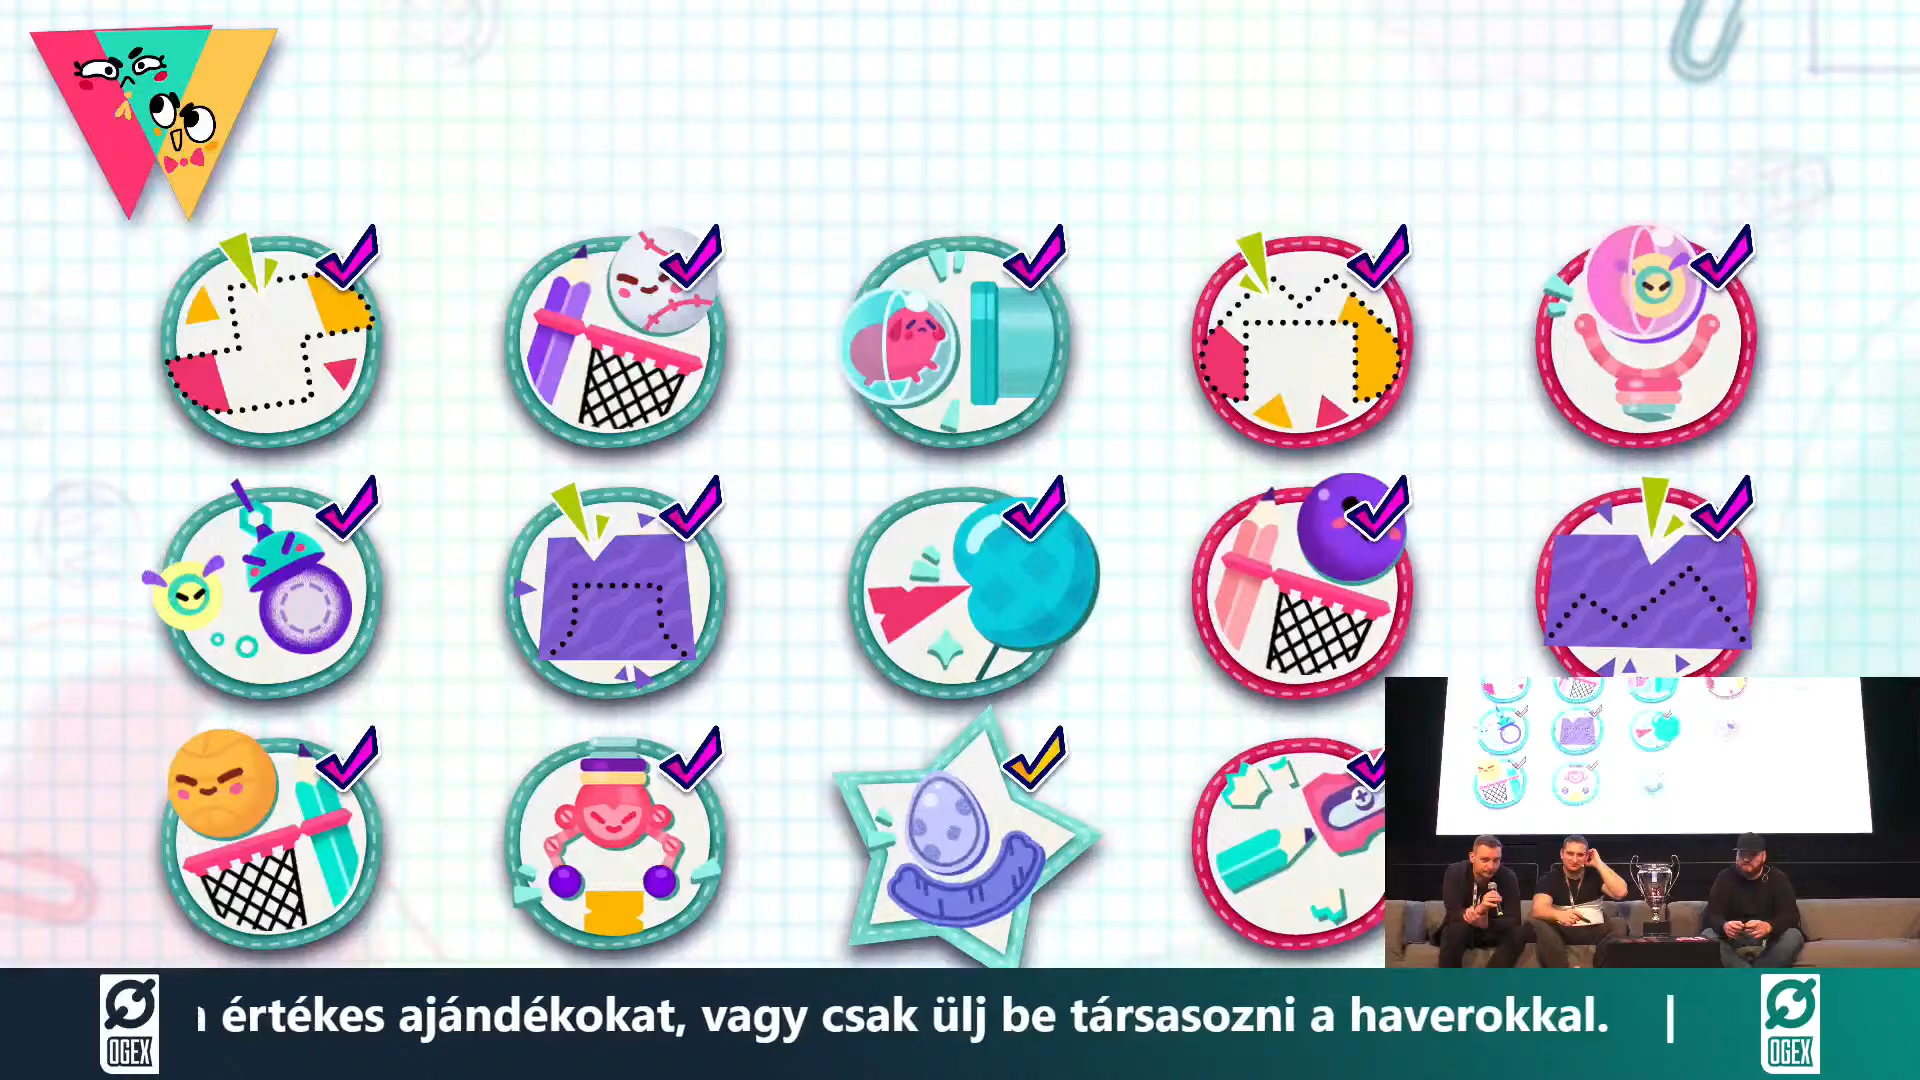 értékes ajándékokat, vagy csak ülj be társasozni a haverokkal. |
OGEX
OGEX